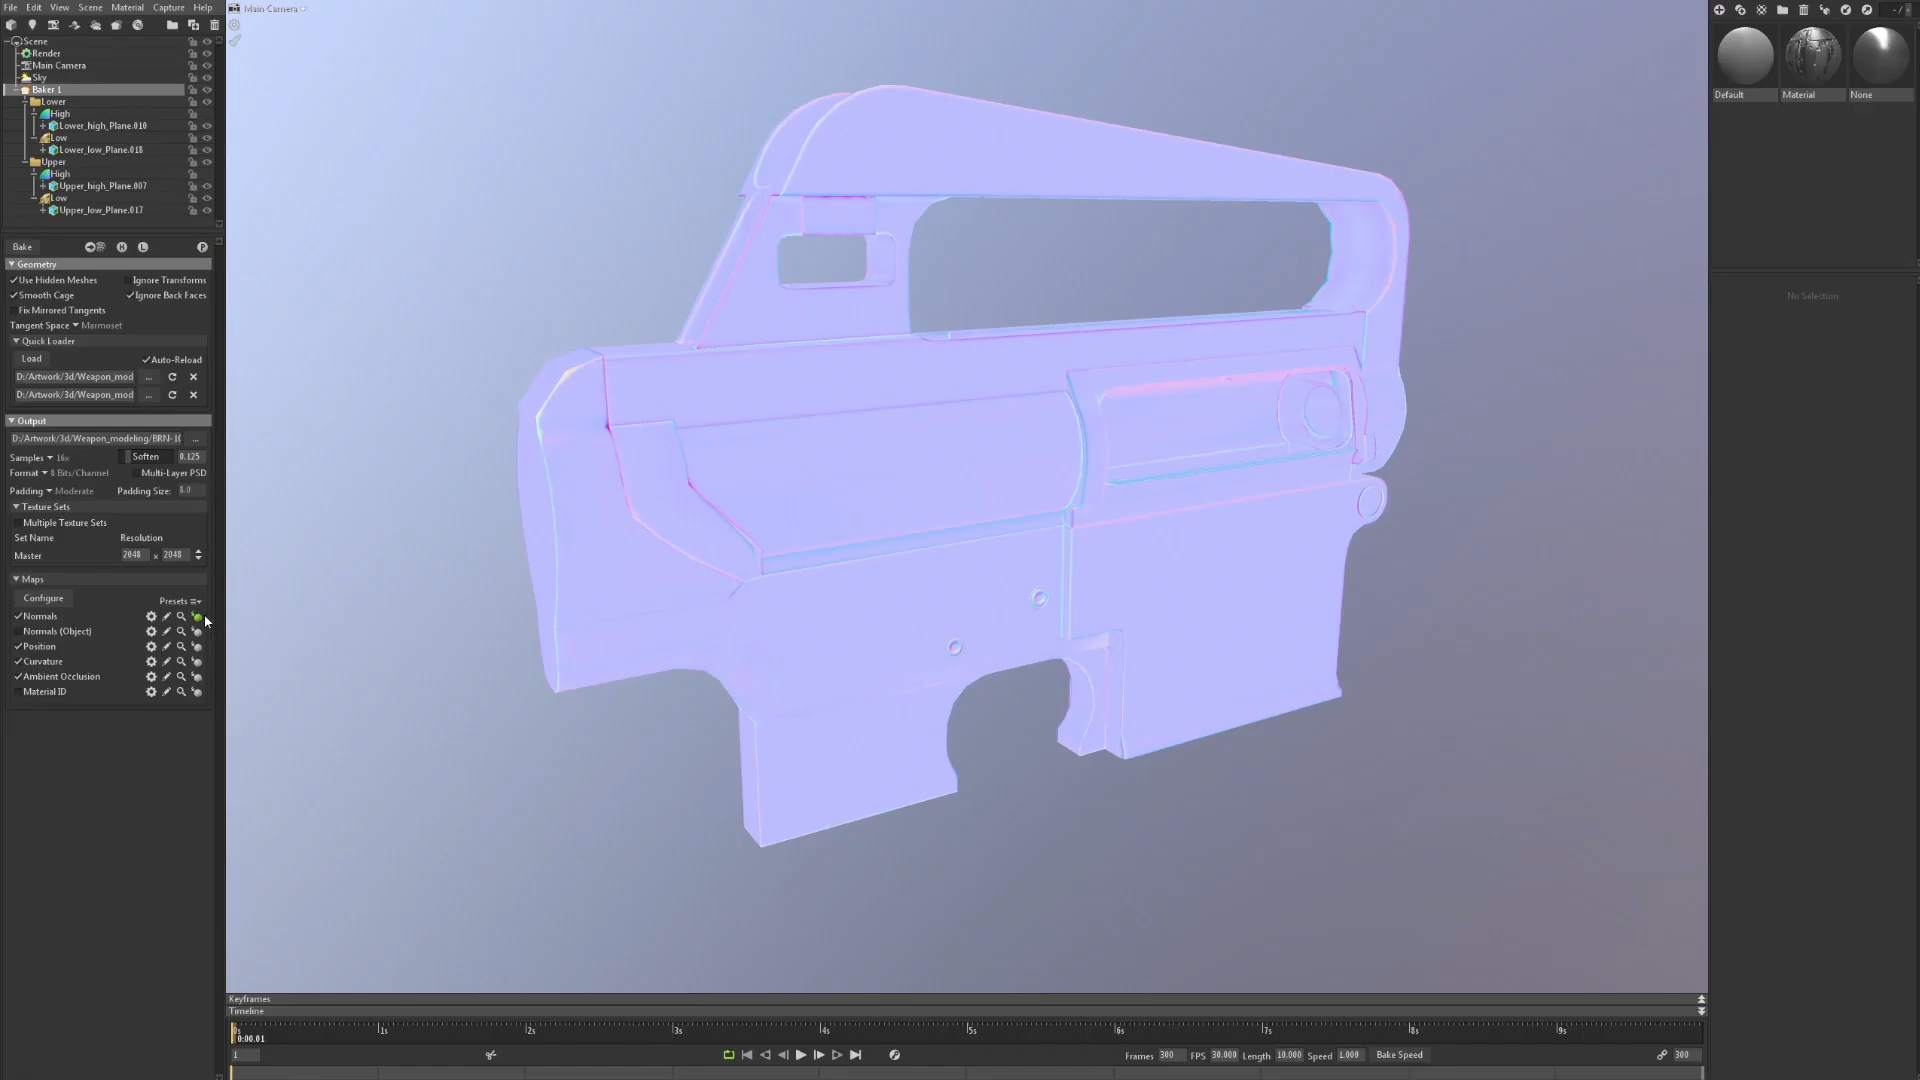 File Edit View Scene Material Capture Help
Scene
Render
Main Camera
Sky
Baker 1
Lower
High
Lower_high_Plane.010
Low
Lower_low_Plane.018
Upper
High
Upper_high_Plane.007
Low
Upper_low_Plane.017
Bake H L P
Geometry
Use Hidden Meshes Ignore Transforms
Smooth Cage Ignore Back Faces
Fix Mirrored Tangents
Tangent Space Marmoset
Quick Loader
Load Auto-Reload
D:/Artwork/3d/Weapon_mod ...
D:/Artwork/3d/Weapon_mod ...
Output
D:/Artwork/3d/Weapon_modeling/BRN-1( ...
Samples 16x Soften 0.125
Format 8 Bits/Channel Multi-Layer PSD
Padding Moderate Padding Size: 8.0
Texture Sets
Multiple Texture Sets
Set Name Resolution
Master 2048 x 2048
Maps
Configure
Presets
Normals
Normals (Object)
Position
Curvature
Ambient Occlusion
Material ID
Main Camera
- /
Default Material None
No Selection
Keyframes
Timeline
0s 1s 2s 3s 4s 5s 6s 7s 8s 9s
0:00.01
1 Frames 300 FPS 30.000 Length 10.000 Speed 1.000 Bake Speed 300